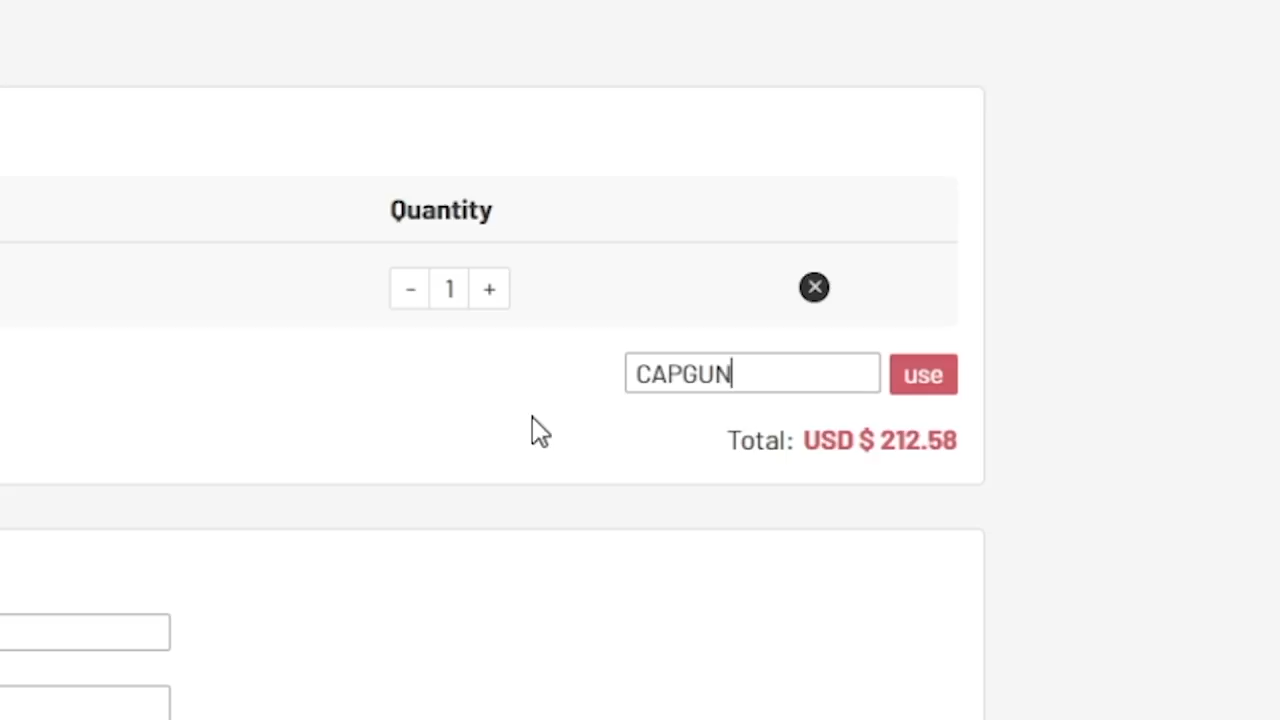 Quantity
- 1 +
CAPGUN use
Total: USD $ 212.58